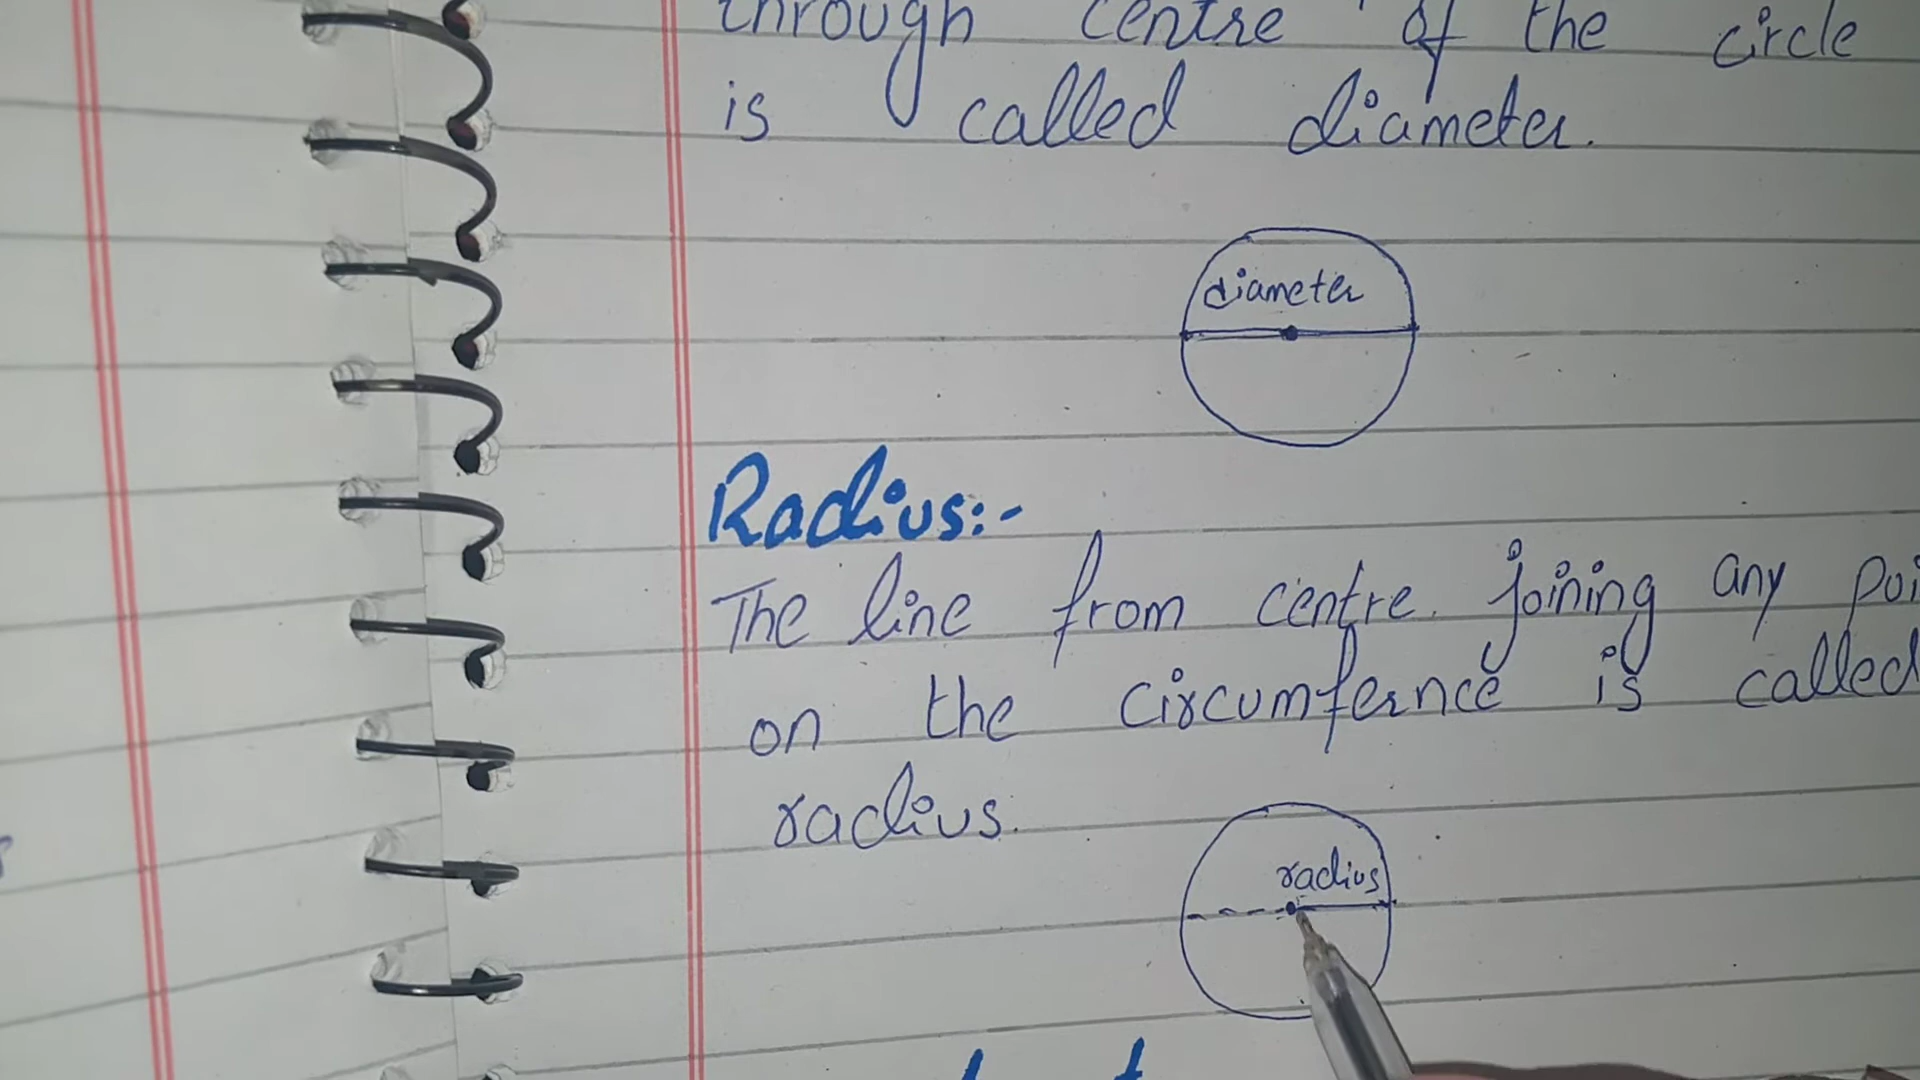 through centre of the circle
is called diameter.
diameter
Radius:-
The line from centre. joining any poi
on the circumfernce is called
radius.
radius